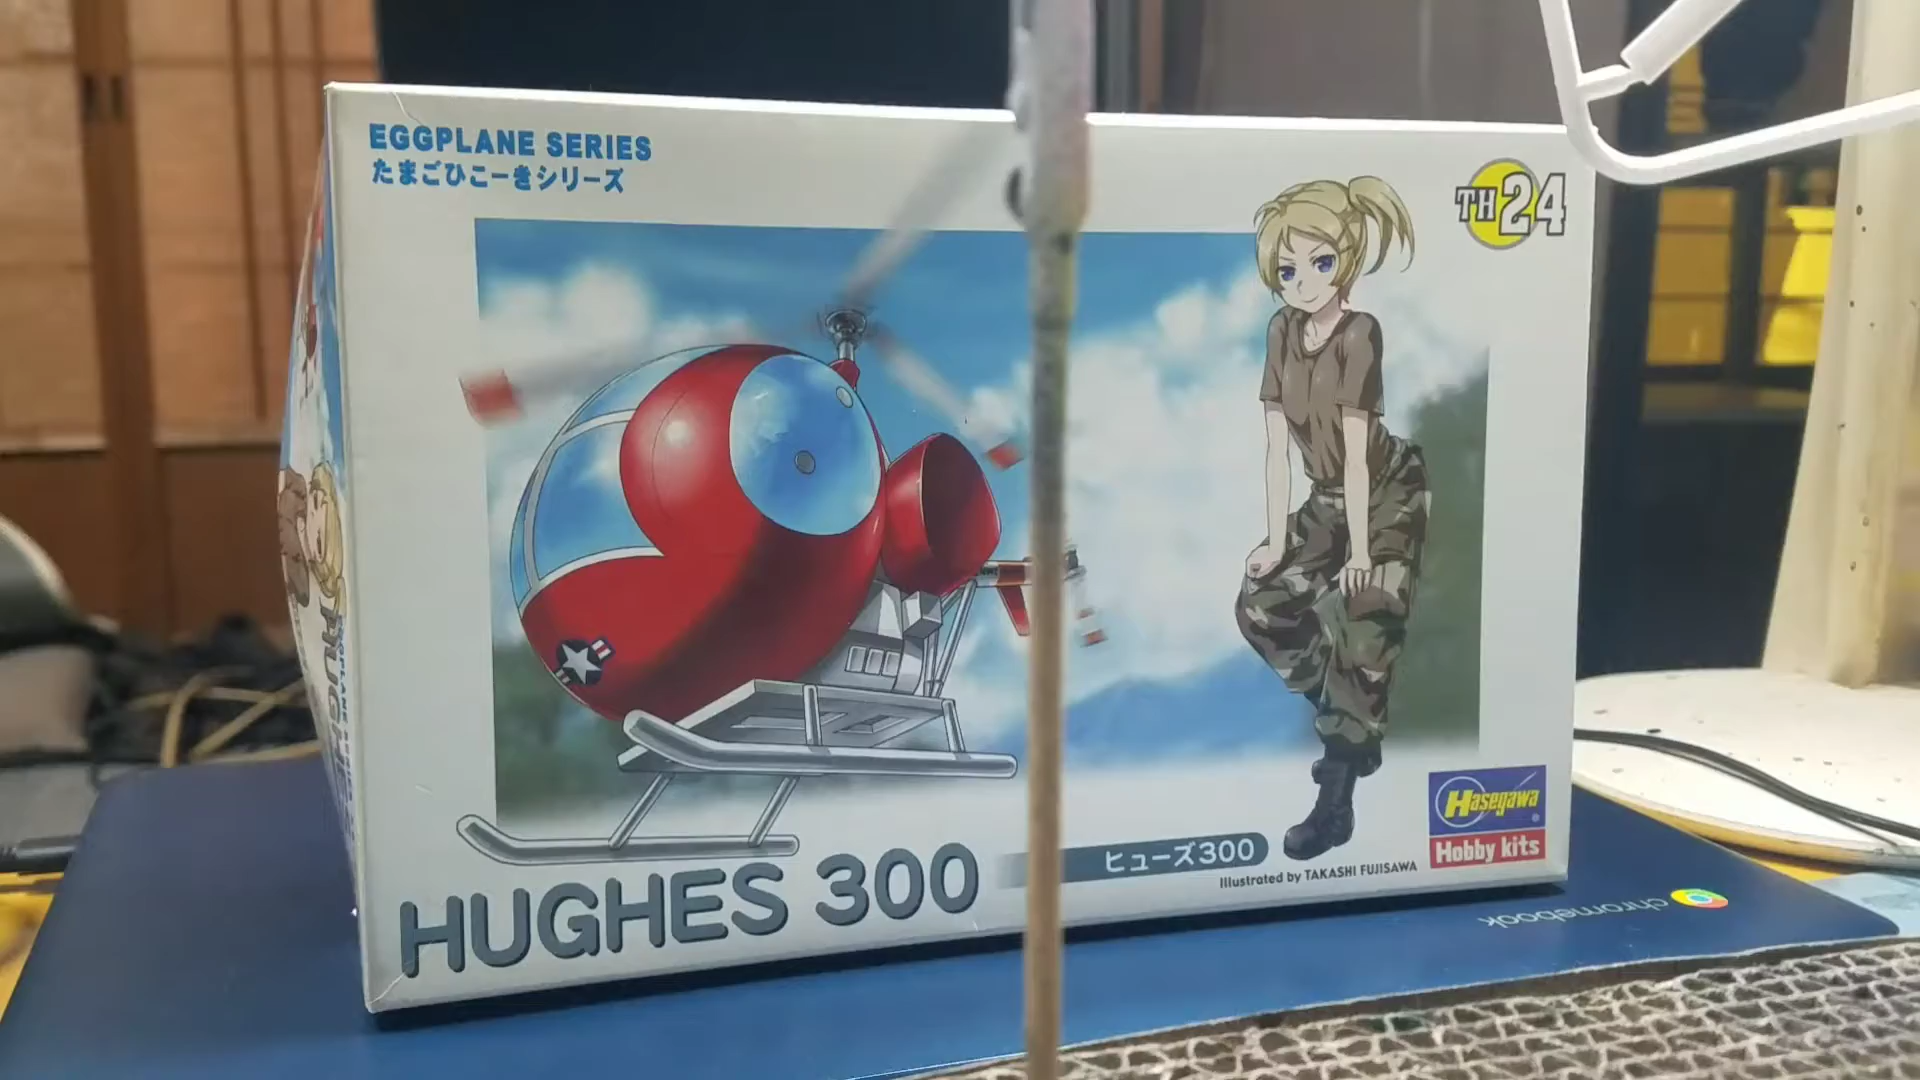 EGGPLANE SERIES
たまごひこーきシリーズ
TH24
HUGHES 300
ヒューズ300
Illustrated by TAKASHI FUJISAWA
Hasegawa
Hobby kits
chromebook